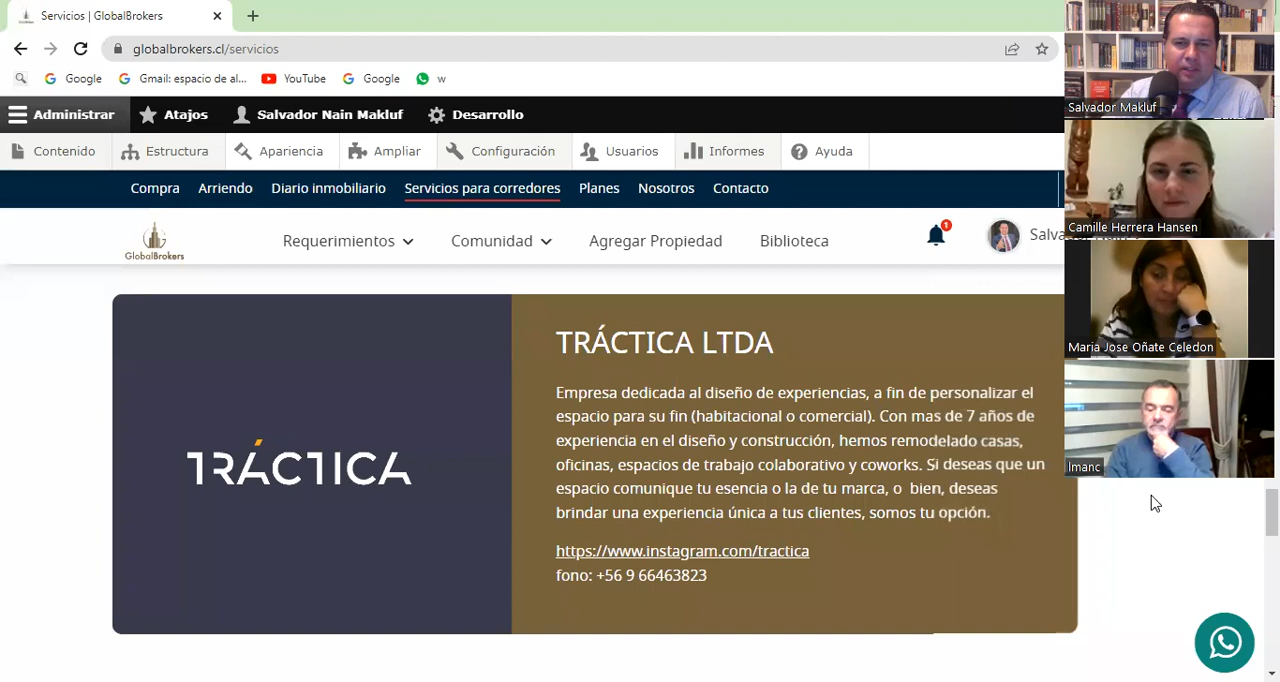 Servicios | GlobalBrokers
globalbrokers.cl/servicios
Google
Gmail: espacio de al...
YouTube
Google
w
Administrar
Atajos
Salvador Nain Makluf
Desarrollo
Contenido
Estructura
Apariencia
Ampliar
Configuración
Usuarios
Informes
Ayuda
Compra
Arriendo
Diario inmobiliario
Servicios para corredores
Planes
Nosotros
Contacto
GlobalBrokers
Requerimientos
Comunidad
Agregar Propiedad
Biblioteca
1
TRÁCTICA
TRÁCTICA LTDA
Empresa dedicada al diseño de experiencias, a fin de personalizar el
espacio para su fin (habitacional o comercial). Con mas de 7 años de
experiencia en el diseño y construcción, hemos remodelado casas,
oficinas, espacios de trabajo colaborativo y coworks. Si deseas que un
espacio comunique tu esencia o la de tu marca, o bien, deseas
brindar una experiencia única a tus clientes, somos tu opción.
https://www.instagram.com/tractica
fono: +56 9 66463823
Salvador Makluf
Camille Herrera Hansen
Maria Jose Oñate Celedon
lmanc